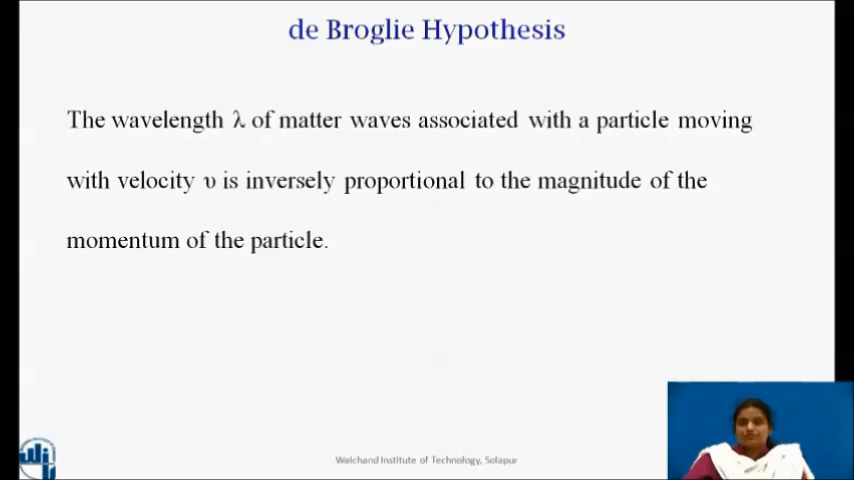 de Broglie Hypothesis
The wavelength λ of matter waves associated with a particle moving
with velocity υ is inversely proportional to the magnitude of the
momentum of the particle.
Walchand Institute of Technology, Solapur